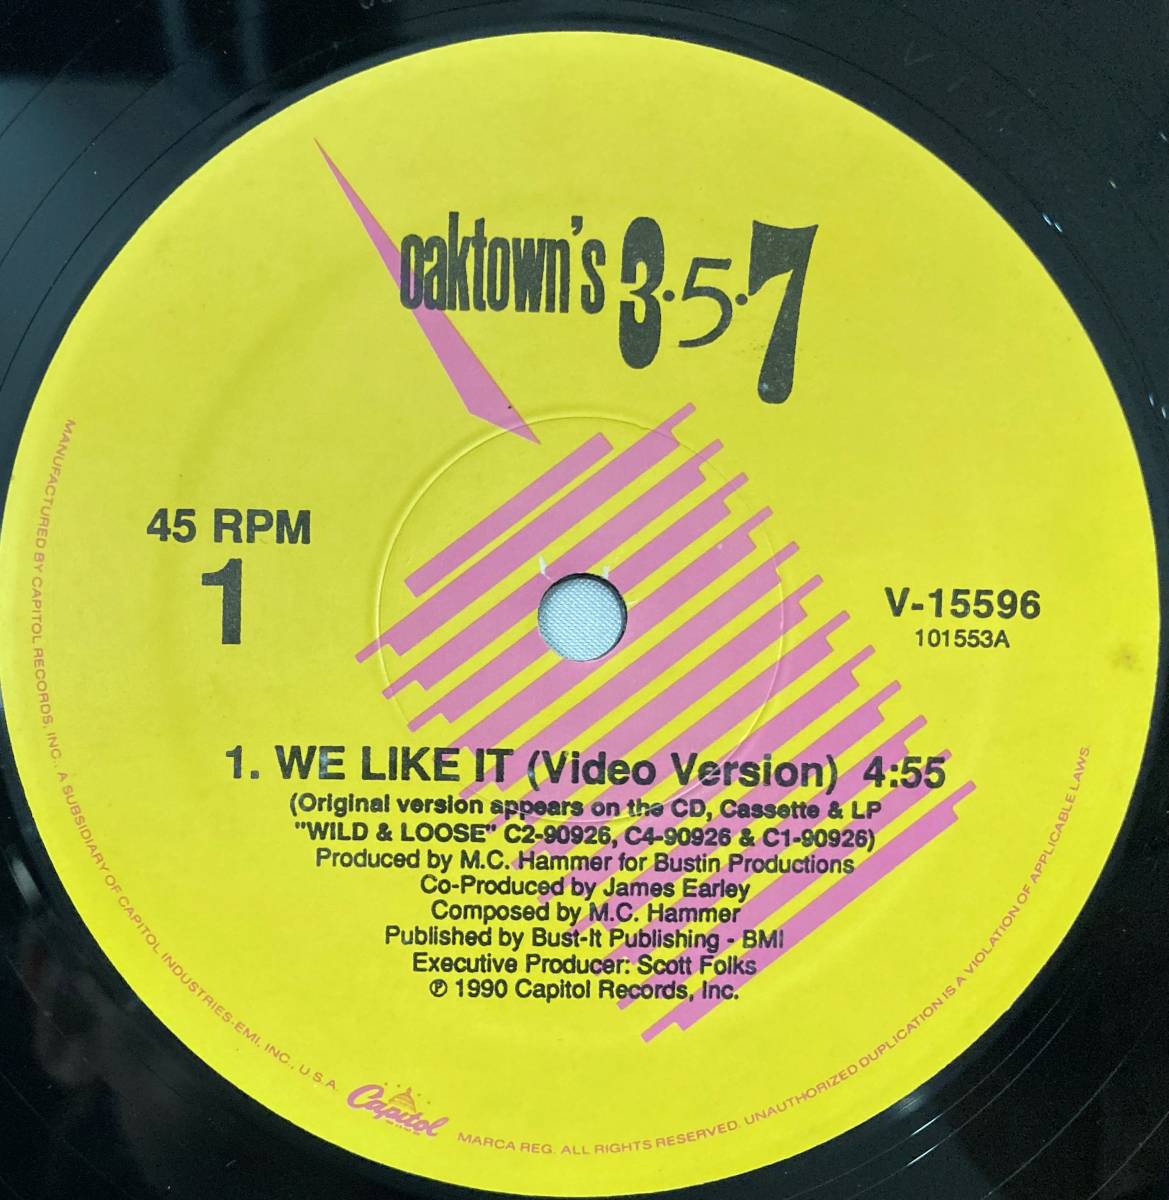 oaktown's 3·5·7
45 RPM
1
V-15596
101553A
1. WE LIKE IT (Video Version) 4:55
(Original version appears on the CD, Cassette & LP
"WILD & LOOSE" C2-90926, C4-90926 & C1-90926)
Produced by M.C. Hammer for Bustin Productions
Co-Produced by James Earley
Composed by M.C. Hammer
Published by Bust-It Publishing - BMI
Executive Producer: Scott Folks
℗ 1990 Capitol Records, Inc.
MANUFACTURED BY CAPITOL RECORDS, INC., A SUBSIDIARY OF CAPITOL INDUSTRIES-EMI, INC., U.S.A.
Capitol
MARCA REG. ALL RIGHTS RESERVED. UNAUTHORIZED DUPLICATION IS A VIOLATION OF APPLICABLE LAWS.